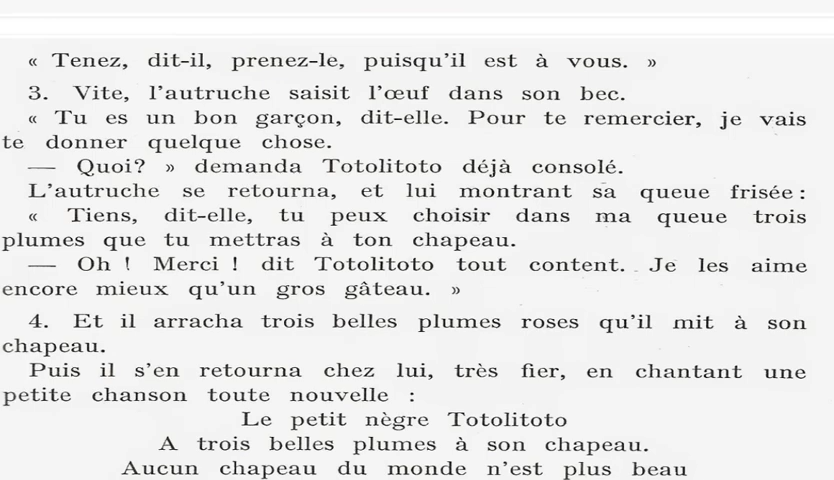 « Tenez, dit-il, prenez-le, puisqu'il est à vous. »
3. Vite, l'autruche saisit l'œuf dans son bec.
« Tu es un bon garçon, dit-elle. Pour te remercier, je vais
te donner quelque chose.
— Quoi? » demanda Totolitoto déjà consolé.
L'autruche se retourna, et lui montrant sa queue frisée :
« Tiens, dit-elle, tu peux choisir dans ma queue trois
plumes que tu mettras à ton chapeau.
— Oh ! Merci ! dit Totolitoto tout content. Je les aime
encore mieux qu'un gros gâteau. »
4. Et il arracha trois belles plumes roses qu'il mit à son
chapeau.
Puis il s'en retourna chez lui, très fier, en chantant une
petite chanson toute nouvelle :
Le petit nègre Totolitoto
A trois belles plumes à son chapeau.
Aucun chapeau du monde n'est plus beau